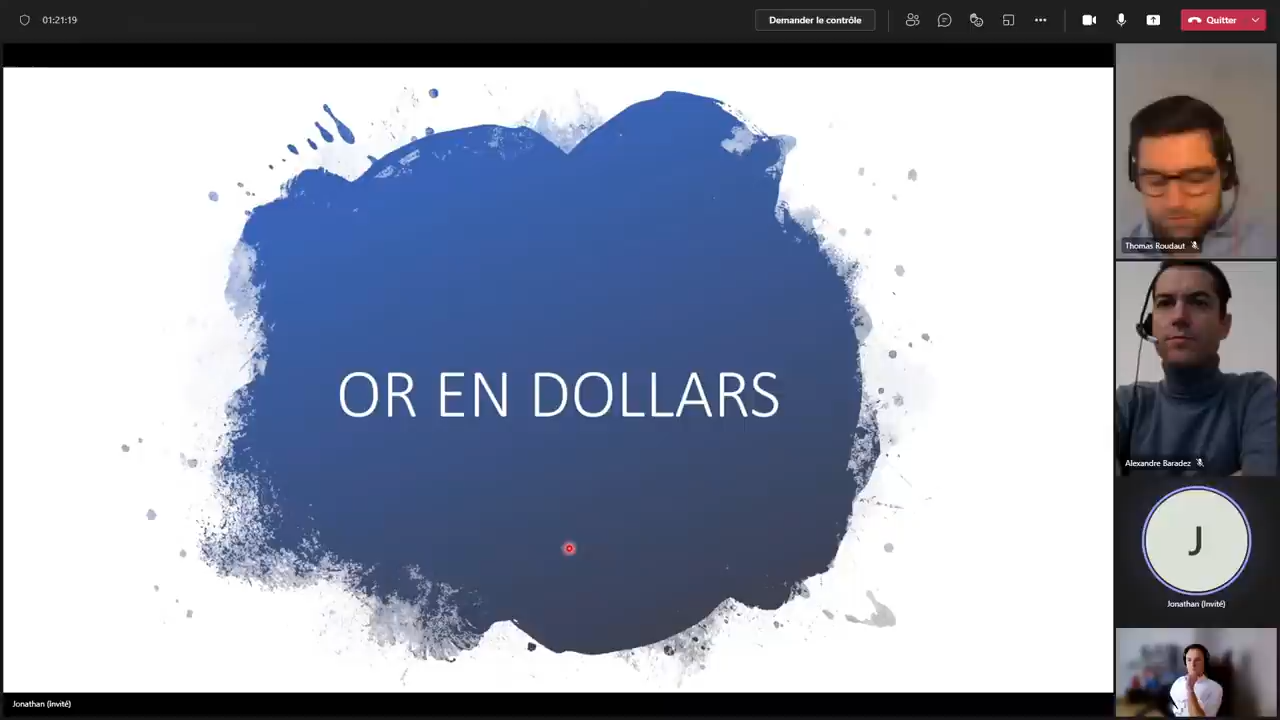 01:21:19
Demander le contrôle
Quitter
OR EN DOLLARS
Thomas Roudaut
Alexandre Baradez
J
Jonathan (Invité)
Jonathan (Invité)